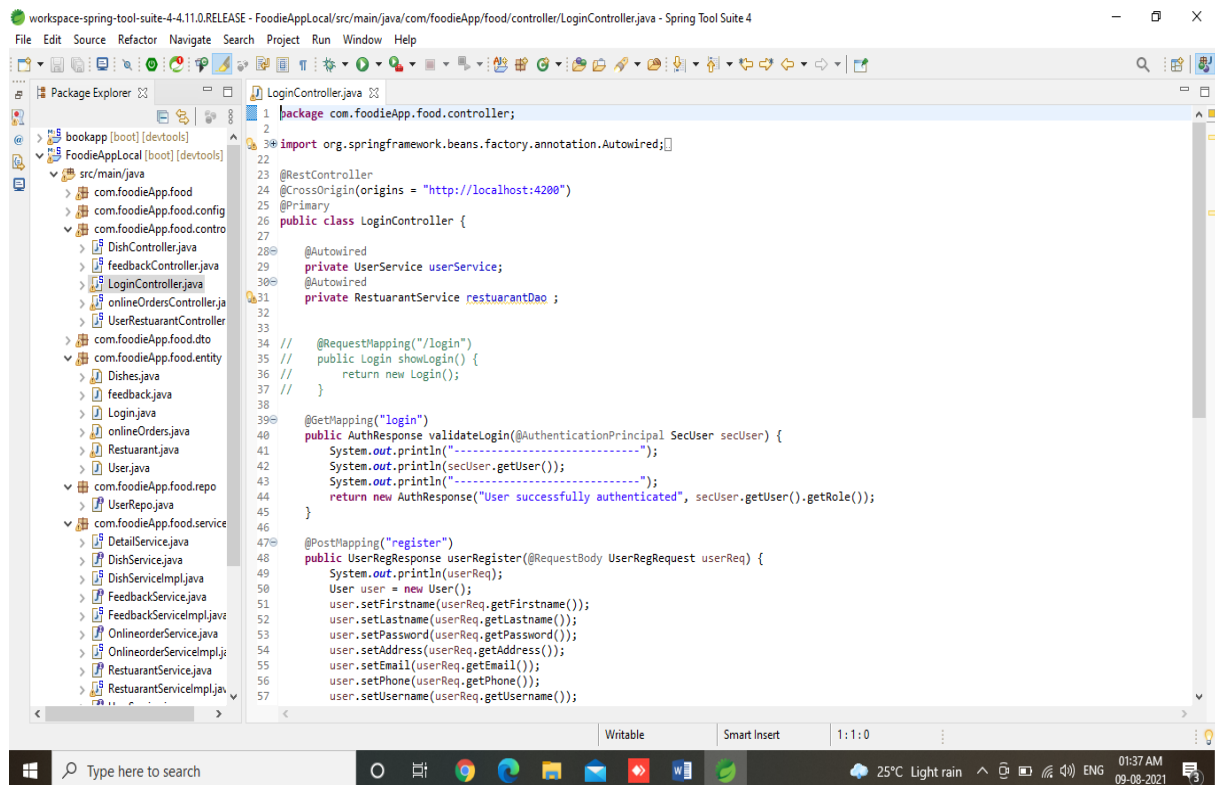 workspace-spring-tool-suite-4-4.11.0.RELEASE - FoodieAppLocal/src/main/java/com/foodieApp/food/controller/LoginController.java - Spring Tool Suite 4
File Edit Source Refactor Navigate Search Project Run Window Help
Package Explorer
bookapp [boot] [devtools]
FoodieAppLocal [boot] [devtools]
src/main/java
com.foodieApp.food
com.foodieApp.food.config
com.foodieApp.food.contro
DishController.java
feedbackController.java
LoginController.java
onlineOrdersController.ja
UserRestuarantController
com.foodieApp.food.dto
com.foodieApp.food.entity
Dishes.java
feedback.java
Login.java
onlineOrders.java
Restuarant.java
User.java
com.foodieApp.food.repo
UserRepo.java
com.foodieApp.food.service
DetailService.java
DishService.java
DishServiceImpl.java
FeedbackService.java
FeedbackServiceImpl.java
OnlineorderService.java
OnlineorderServiceImpl.ja
RestuarantService.java
RestuarantServiceImpl.jav
LoginController.java
1 package com.foodieApp.food.controller;
2
3 import org.springframework.beans.factory.annotation.Autowired;
22
23 @RestController
24 @CrossOrigin(origins = "http://localhost:4200")
25 @Primary
26 public class LoginController {
27
28 @Autowired
29 private UserService userService;
30 @Autowired
31 private RestuarantService restuarantDao ;
32
33
34 // @RequestMapping("/login")
35 // public Login showLogin() {
36 // return new Login();
37 // }
38
39 @GetMapping("login")
40 public AuthResponse validateLogin(@AuthenticationPrincipal SecUser secUser) {
41 System.out.println("------------------------------");
42 System.out.println(secUser.getUser());
43 System.out.println("------------------------------");
44 return new AuthResponse("User successfully authenticated", secUser.getUser().getRole());
45 }
46
47 @PostMapping("register")
48 public UserRegResponse userRegister(@RequestBody UserRegRequest userReq) {
49 System.out.println(userReq);
50 User user = new User();
51 user.setFirstname(userReq.getFirstname());
52 user.setLastname(userReq.getLastname());
53 user.setPassword(userReq.getPassword());
54 user.setAddress(userReq.getAddress());
55 user.setEmail(userReq.getEmail());
56 user.setPhone(userReq.getPhone());
57 user.setUsername(userReq.getUsername());
Writable Smart Insert 1:1:0
Type here to search
25°C Light rain ENG 01:37 AM
09-08-2021